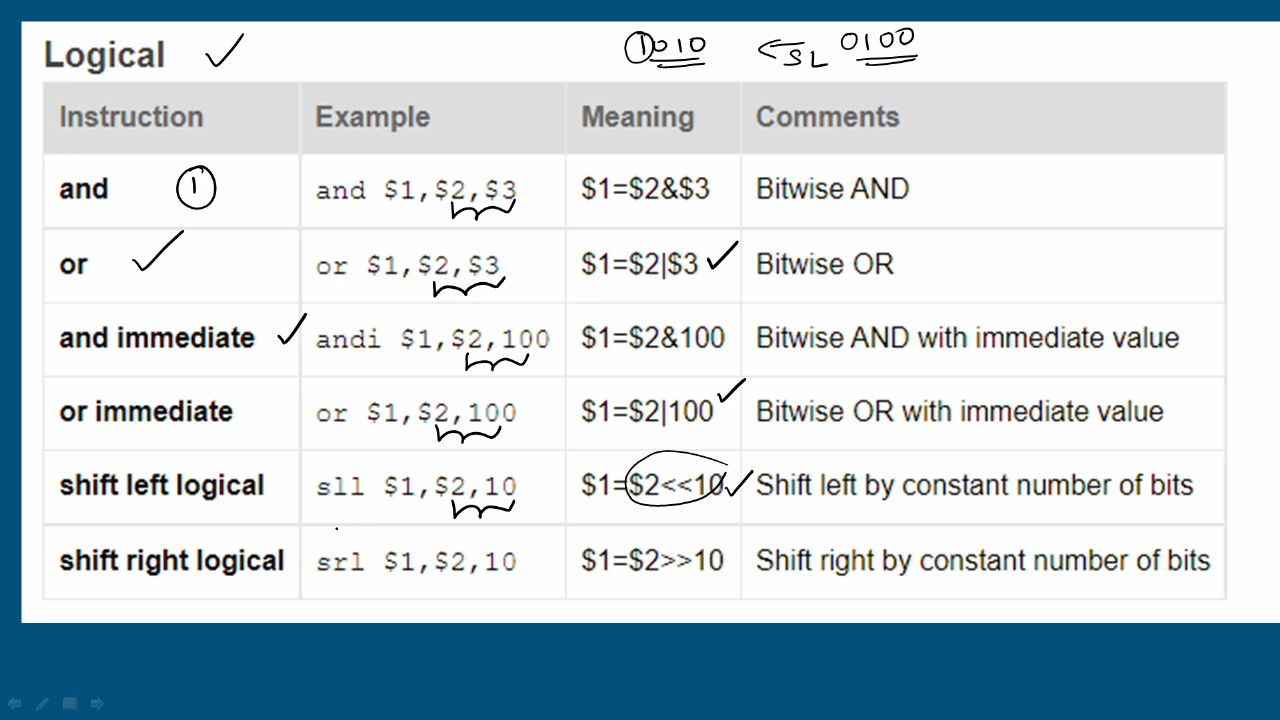 Logical 1010 SL 0100
Instruction Example Meaning Comments
and 1 and $1,$2,$3 $1=$2&$3 Bitwise AND
or or $1,$2,$3 $1=$2|$3 Bitwise OR
and immediate andi $1,$2,100 $1=$2&100 Bitwise AND with immediate value
or immediate or $1,$2,100 $1=$2|100 Bitwise OR with immediate value
shift left logical sll $1,$2,10 $1=$2<<10 Shift left by constant number of bits
shift right logical srl $1,$2,10 $1=$2>>10 Shift right by constant number of bits